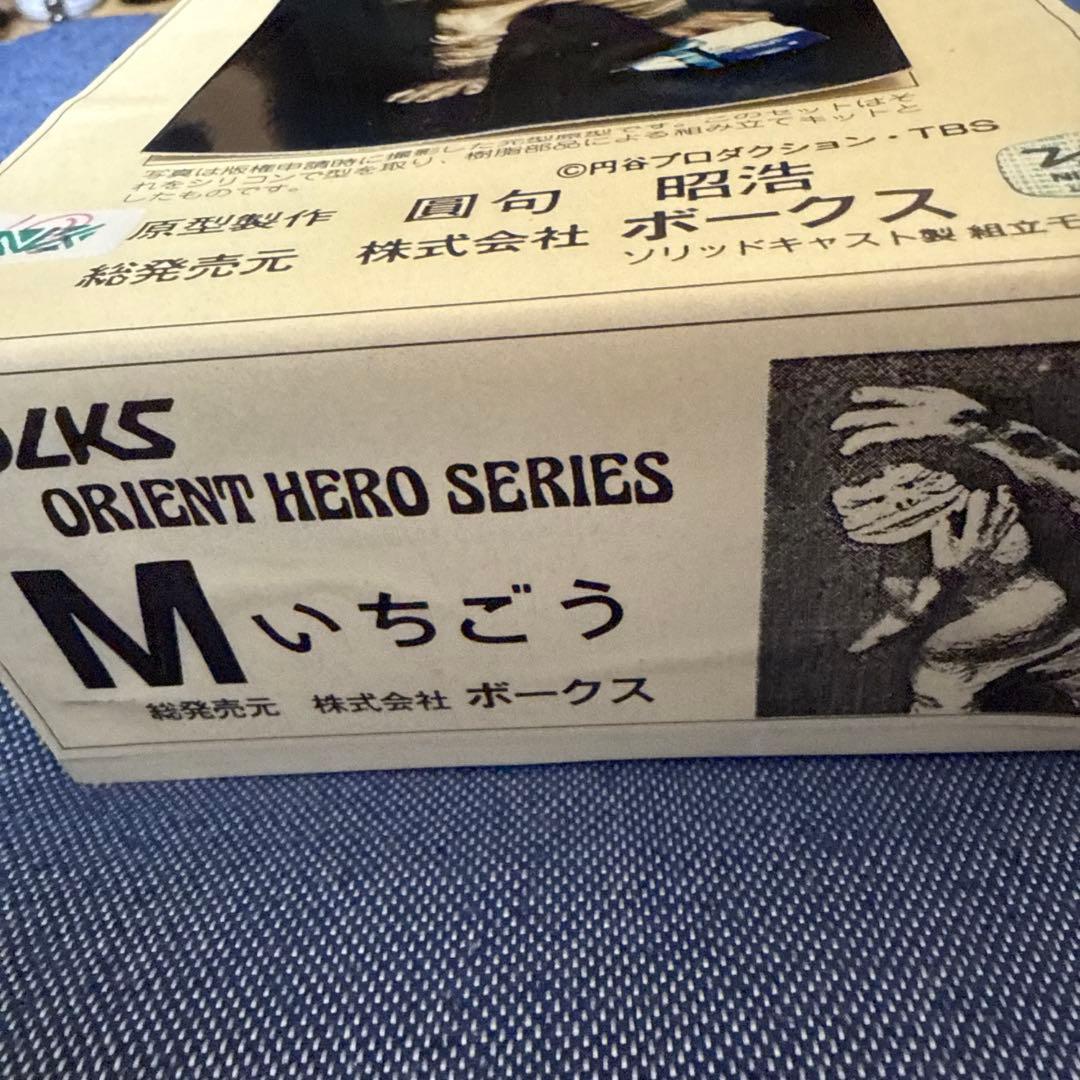 写真は版権申請時に撮影した元型原型です。このセットはそ
れをシリコンで型を取り、樹脂部品による組み立てキットと
したものです。
©円谷プロダクション・TBS
原型製作 圓句 昭浩
総発売元 株式会社 ボークス
ソリッドキャスト製 組立モ
OLKS
ORIENT HERO SERIES
Mいちごう
総発売元 株式会社 ボークス